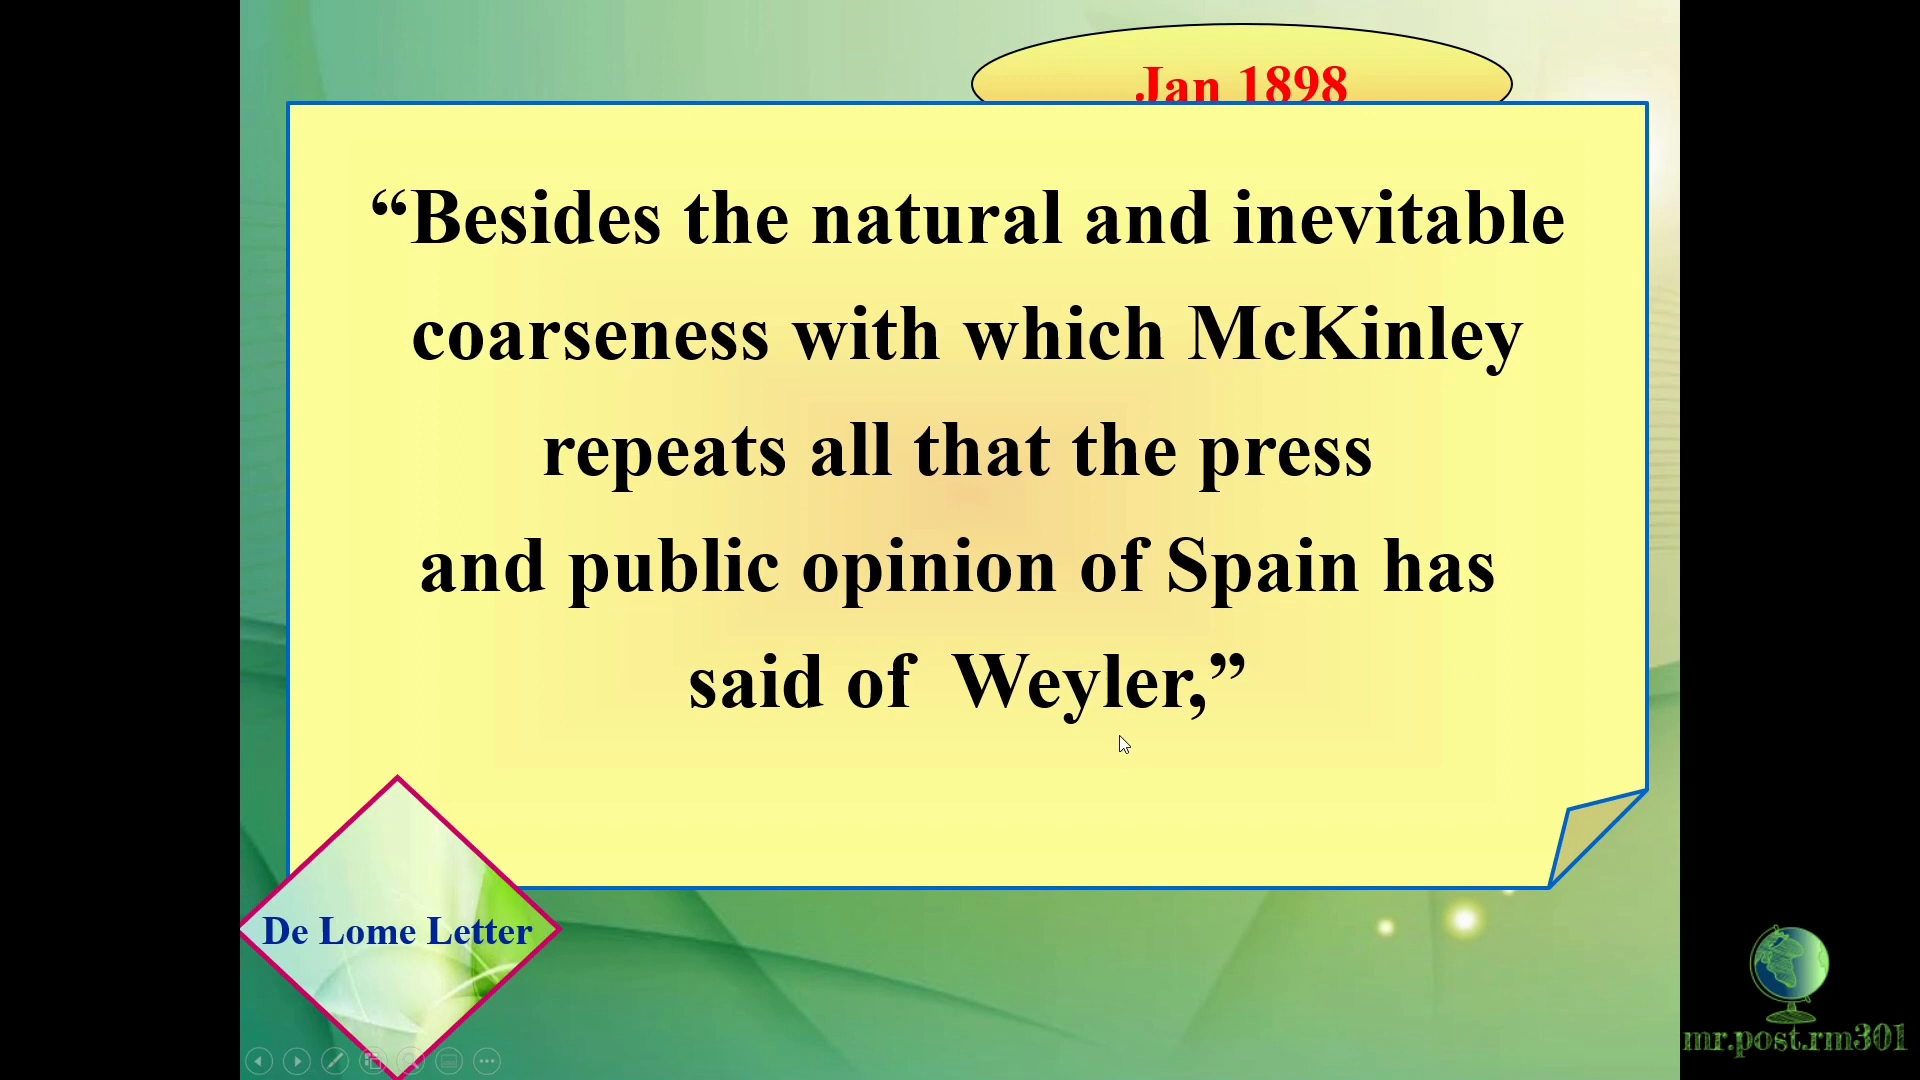 Jan 1898
“Besides the natural and inevitable
coarseness with which McKinley
repeats all that the press
and public opinion of Spain has
said of  Weyler,”
De Lome Letter
mr.post.rm301